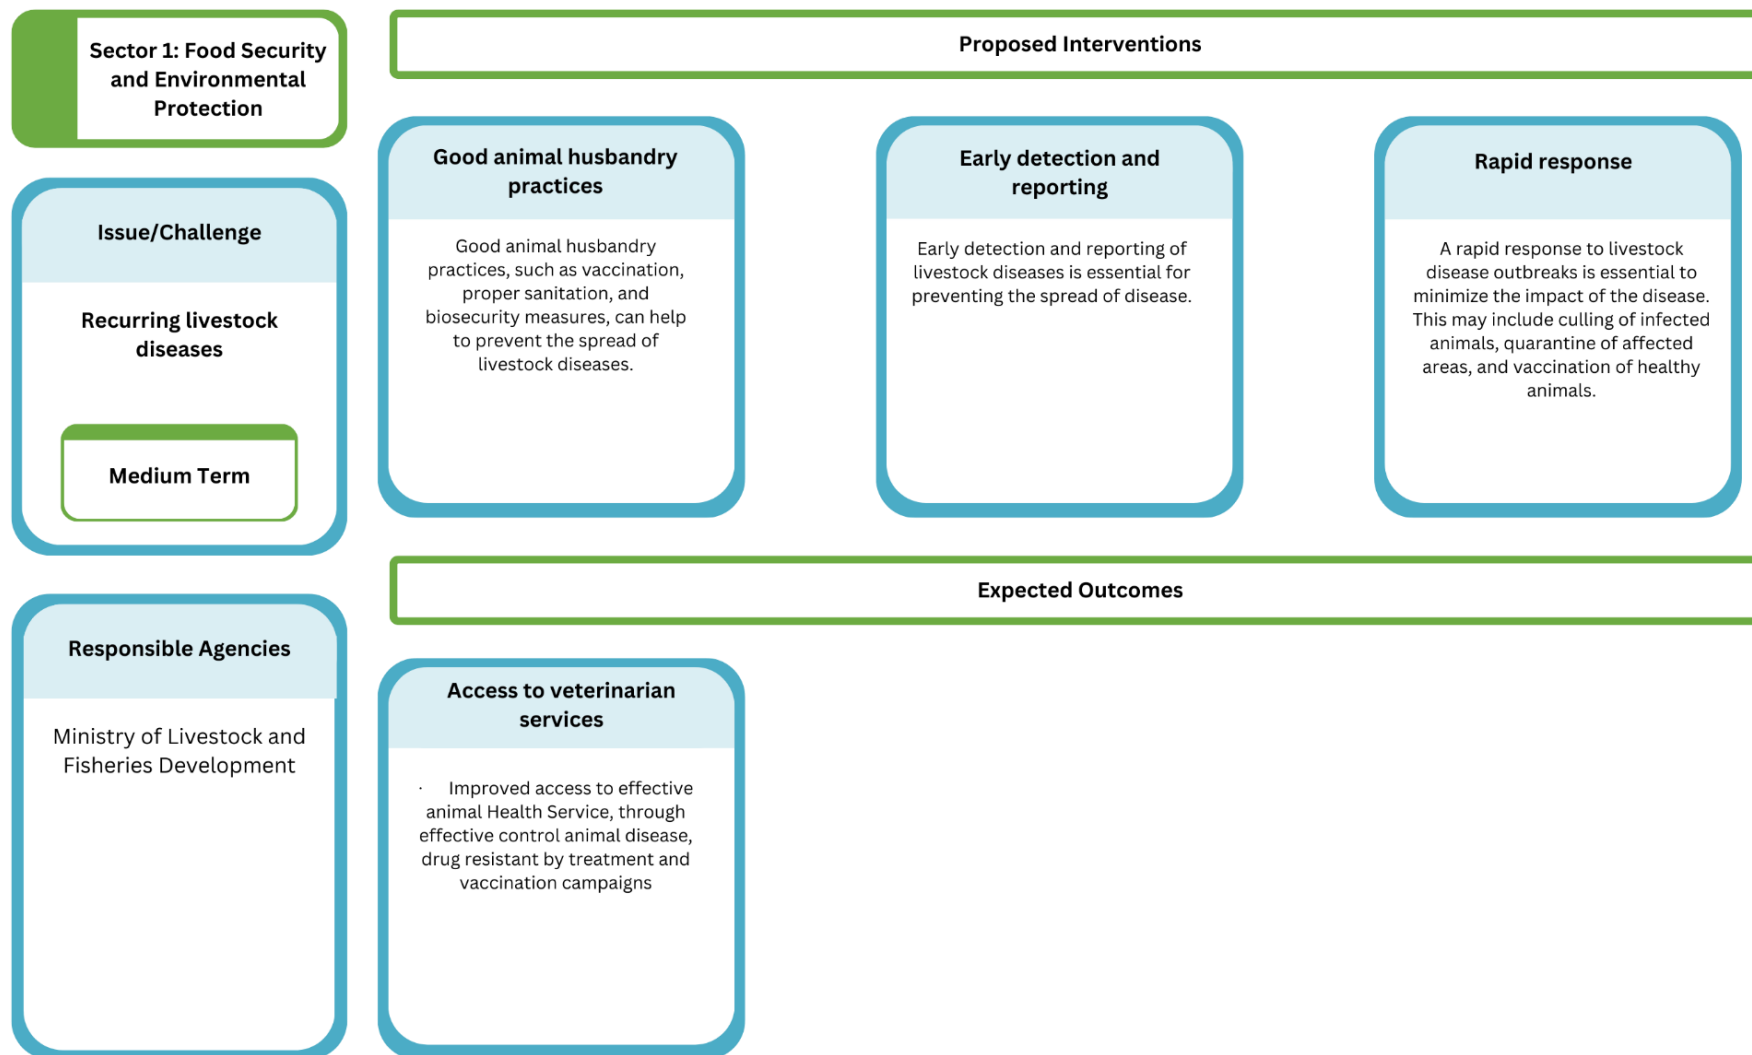 Sector 1: Food Security
and Environmental
Protection
Issue/Challenge
Recurring livestock
diseases
Medium Term
Responsible Agencies
Ministry of Livestock and
Fisheries Development
Proposed Interventions
Good animal husbandry
practices
Good animal husbandry
practices, such as vaccination,
proper sanitation, and
biosecurity measures, can help
to prevent the spread of
livestock diseases.
Early detection and
reporting
Early detection and reporting of
livestock diseases is essential for
preventing the spread of disease.
Rapid response
A rapid response to livestock
disease outbreaks is essential to
minimize the impact of the disease.
This may include culling of infected
animals, quarantine of affected
areas, and vaccination of healthy
animals.
Expected Outcomes
Access to veterinarian
services
· Improved access to effective
animal Health Service, through
effective control animal disease,
drug resistant by treatment and
vaccination campaigns